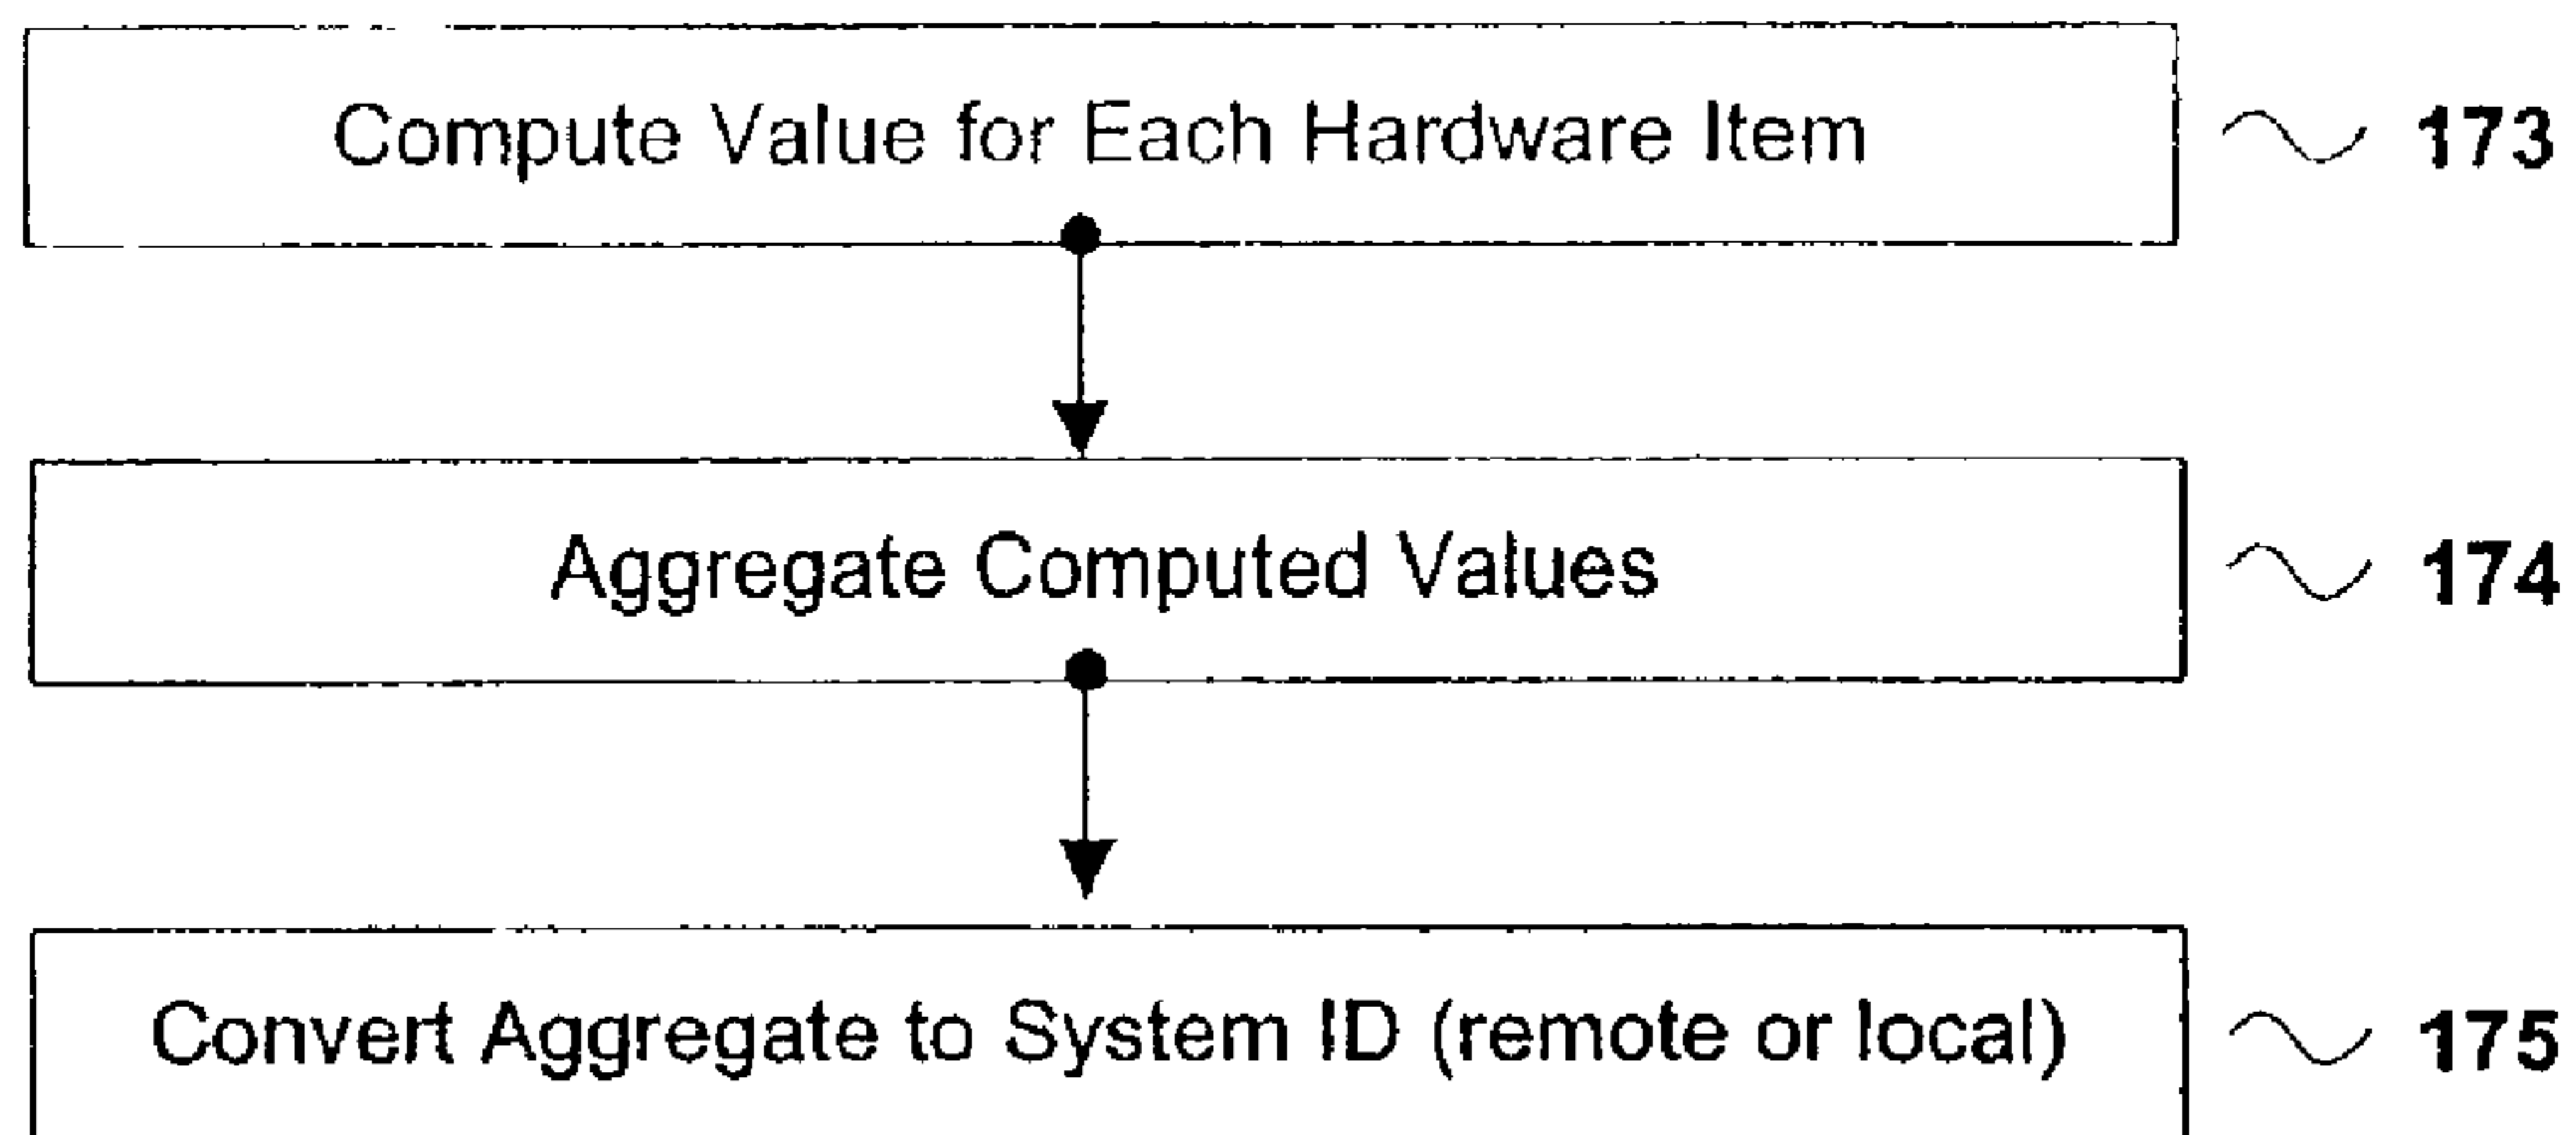 Compute Value for Each Hardware Item 173
Aggregate Computed Values 174
Convert Aggregate to System ID (remote or local) 175